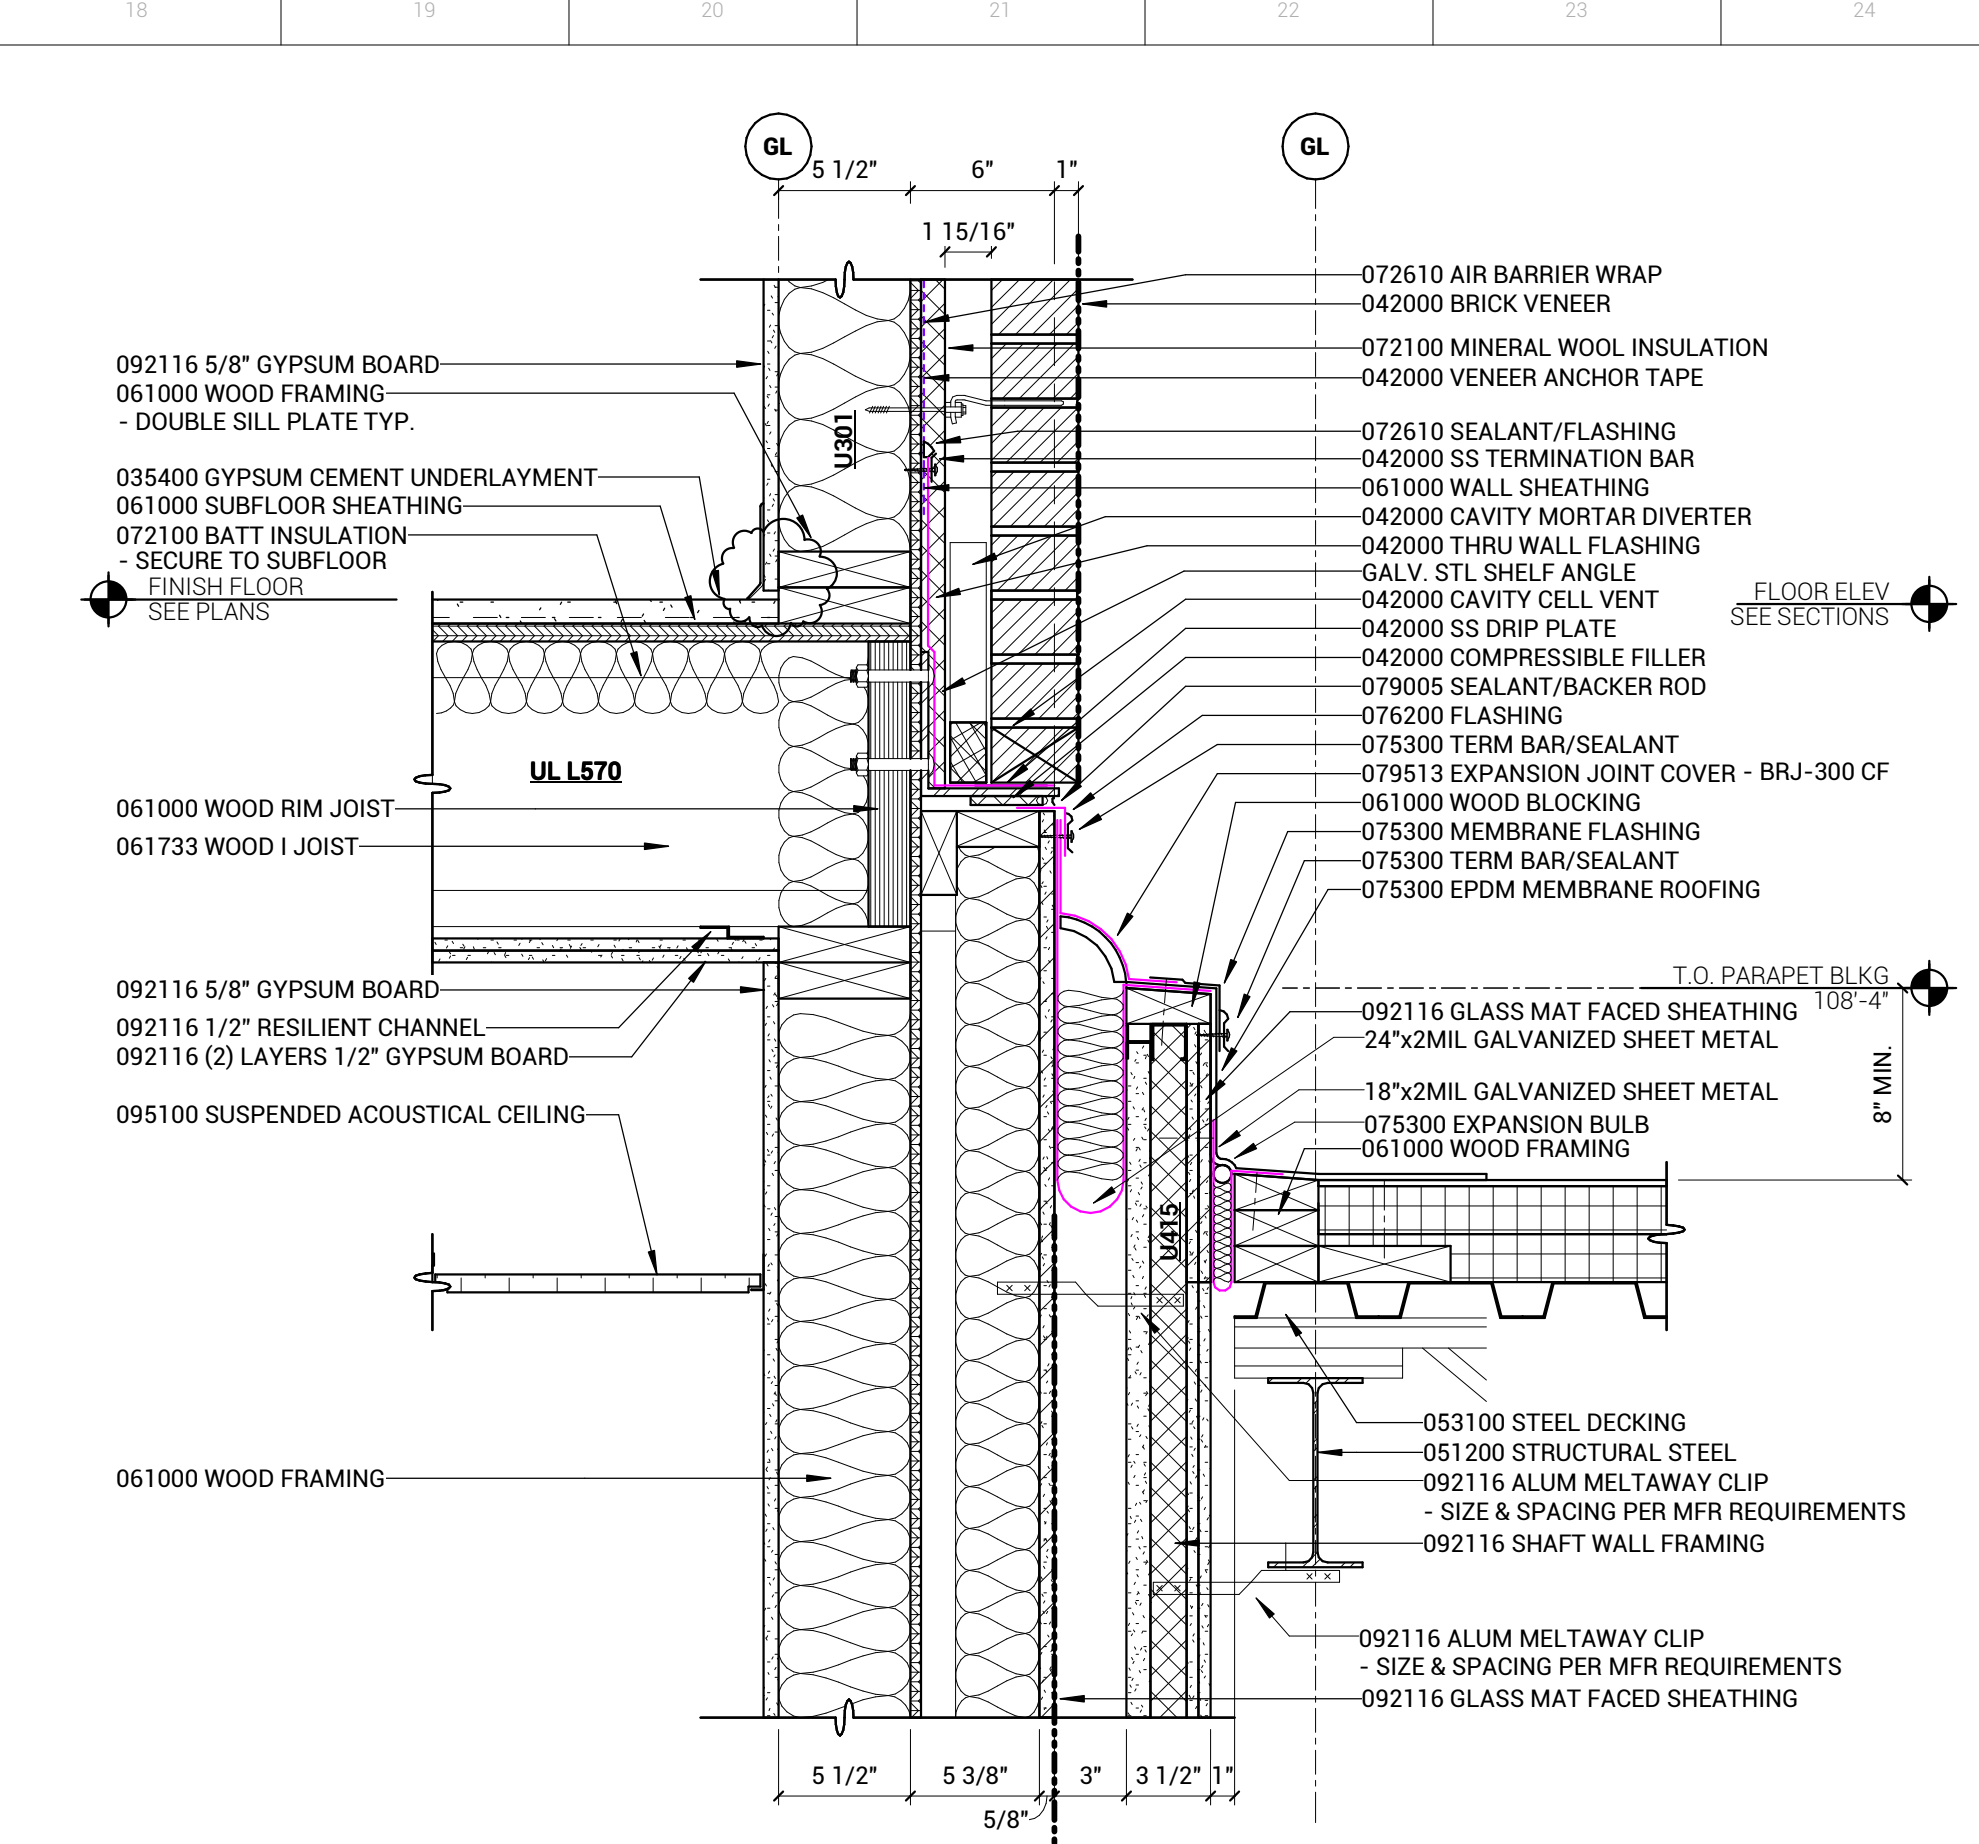 18
19
20
21
22
23
24
GL
GL
5 1/2"
6"
1"
1 15/16"
092116 5/8" GYPSUM BOARD
061000 WOOD FRAMING
- DOUBLE SILL PLATE TYP.
035400 GYPSUM CEMENT UNDERLAYMENT
061000 SUBFLOOR SHEATHING
072100 BATT INSULATION
- SECURE TO SUBFLOOR
FINISH FLOOR
SEE PLANS
U301
UL L570
061000 WOOD RIM JOIST
061733 WOOD I JOIST
092116 5/8" GYPSUM BOARD
092116 1/2" RESILIENT CHANNEL
092116 (2) LAYERS 1/2" GYPSUM BOARD
095100 SUSPENDED ACOUSTICAL CEILING
061000 WOOD FRAMING
072610 AIR BARRIER WRAP
042000 BRICK VENEER
072100 MINERAL WOOL INSULATION
042000 VENEER ANCHOR TAPE
072610 SEALANT/FLASHING
042000 SS TERMINATION BAR
061000 WALL SHEATHING
042000 CAVITY MORTAR DIVERTER
042000 THRU WALL FLASHING
GALV. STL SHELF ANGLE
042000 CAVITY CELL VENT
042000 SS DRIP PLATE
042000 COMPRESSIBLE FILLER
079005 SEALANT/BACKER ROD
076200 FLASHING
075300 TERM BAR/SEALANT
079513 EXPANSION JOINT COVER - BRJ-300 CF
061000 WOOD BLOCKING
075300 MEMBRANE FLASHING
075300 TERM BAR/SEALANT
075300 EPDM MEMBRANE ROOFING
FLOOR ELEV
SEE SECTIONS
T.O. PARAPET BLKG
108'-4"
092116 GLASS MAT FACED SHEATHING
24"x2MIL GALVANIZED SHEET METAL
18"x2MIL GALVANIZED SHEET METAL
075300 EXPANSION BULB
061000 WOOD FRAMING
8" MIN.
U415
053100 STEEL DECKING
051200 STRUCTURAL STEEL
092116 ALUM MELTAWAY CLIP
- SIZE & SPACING PER MFR REQUIREMENTS
092116 SHAFT WALL FRAMING
092116 ALUM MELTAWAY CLIP
- SIZE & SPACING PER MFR REQUIREMENTS
092116 GLASS MAT FACED SHEATHING
5 1/2"
5 3/8"
3"
3 1/2"
1"
5/8"